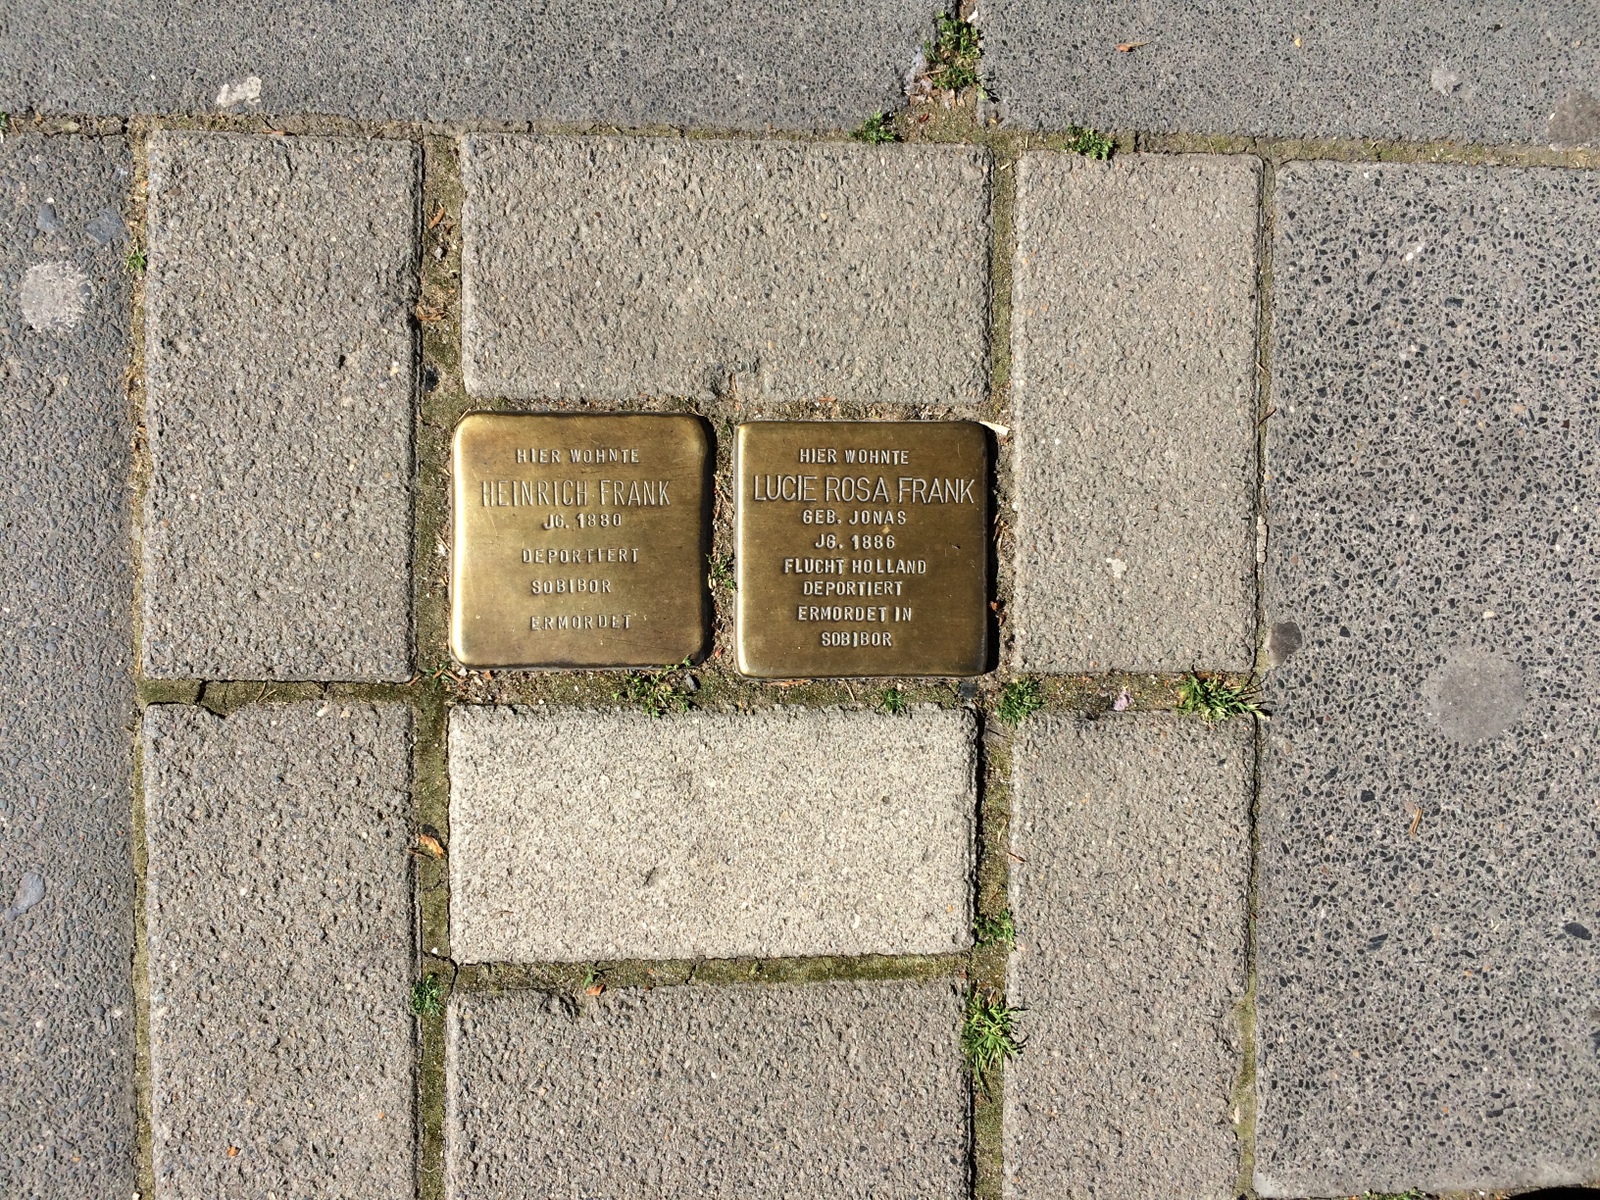 HIER WOHNTE
HEINRICH FRANK
JG. 1880
DEPORTIERT
SOBIBOR
ERMORDET
HIER WOHNTE
LUCIE ROSA FRANK
GEB. JONAS
JG. 1886
FLUCHT HOLLAND
DEPORTIERT
ERMORDET IN
SOBIBOR